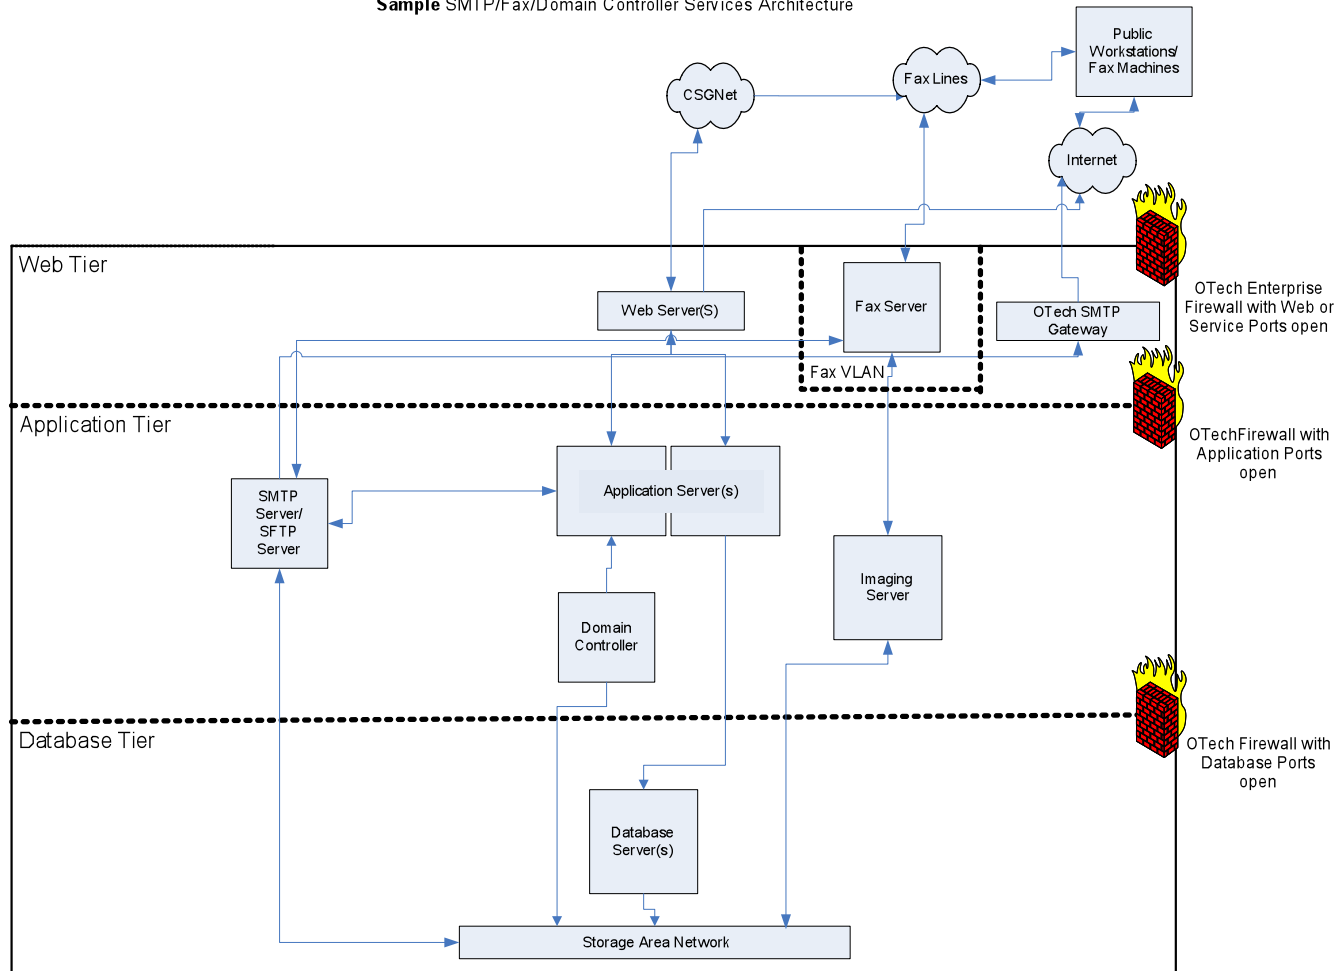 Sample SMTP/Fax/Domain Controller Services Architecture
Public
Workstations/
Fax Machines
Fax Lines
CSGNet
Internet
Web Tier
OTech Enterprise
Firewall with Web or
Service Ports open
Web Server(S)
Fax Server
OTech SMTP
Gateway
Fax VLAN
Application Tier
OTechFirewall with
Application Ports
open
SMTP
Server/
SFTP
Server
Application Server(s)
Imaging
Server
Domain
Controller
Database Tier
OTech Firewall with
Database Ports
open
Database
Server(s)
Storage Area Network